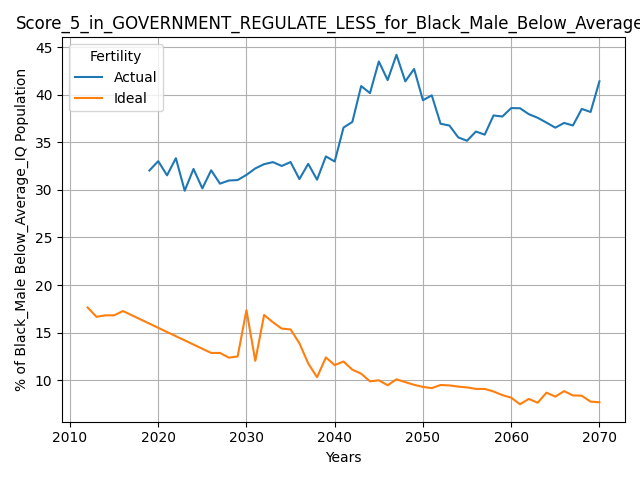 Score_5_in_GOVERNMENT_REGULATE_LESS_for_Black_Male_Below_Average
Fertility
Actual
Ideal
% of Black_Male Below_Average_IQ Population
45
40
35
30
25
20
15
10
2010 2020 2030 2040 2050 2060 2070
Years